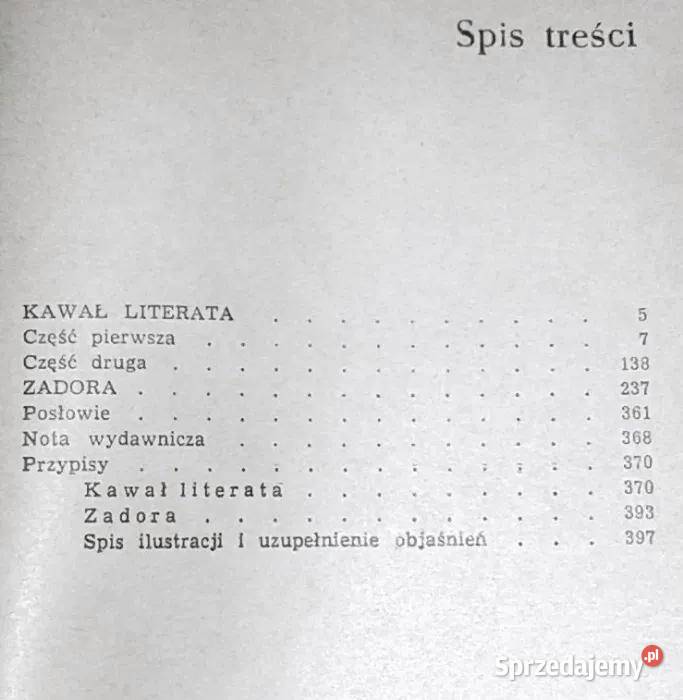 Spis treści
KAWAŁ LITERATA . . . . . . . . . . 5
Część pierwsza . . . . . . . . . . . . 7
Część druga . . . . . . . . . . . . . 138
ZADORA . . . . . . . . . . . . . . 237
Posłowie . . . . . . . . . . . . . . 361
Nota wydawnicza . . . . . . . . . . . 368
Przypisy . . . . . . . . . . . . . . 370
Kawał literata . . . . . . . . . 370
Zadora . . . . . . . . . . . . 393
Spis ilustracji i uzupełnienie objaśnień . . . 397
Sprzedajemy.pl